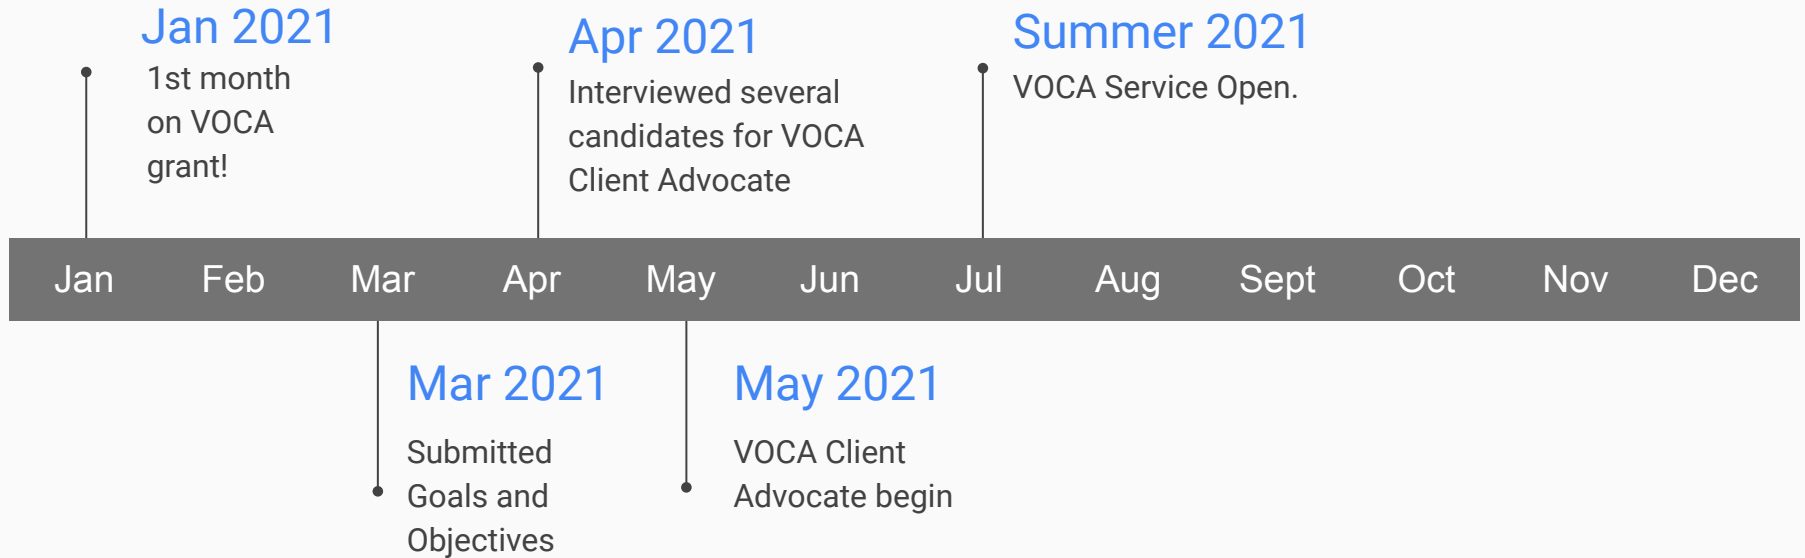 Jan 2021
1st month
on VOCA
grant!
Apr 2021
Interviewed several
candidates for VOCA
Client Advocate
Summer 2021
VOCA Service Open.
Jan Feb Mar Apr May Jun Jul Aug Sept Oct Nov Dec
Mar 2021
Submitted
Goals and
Objectives
May 2021
VOCA Client
Advocate begin